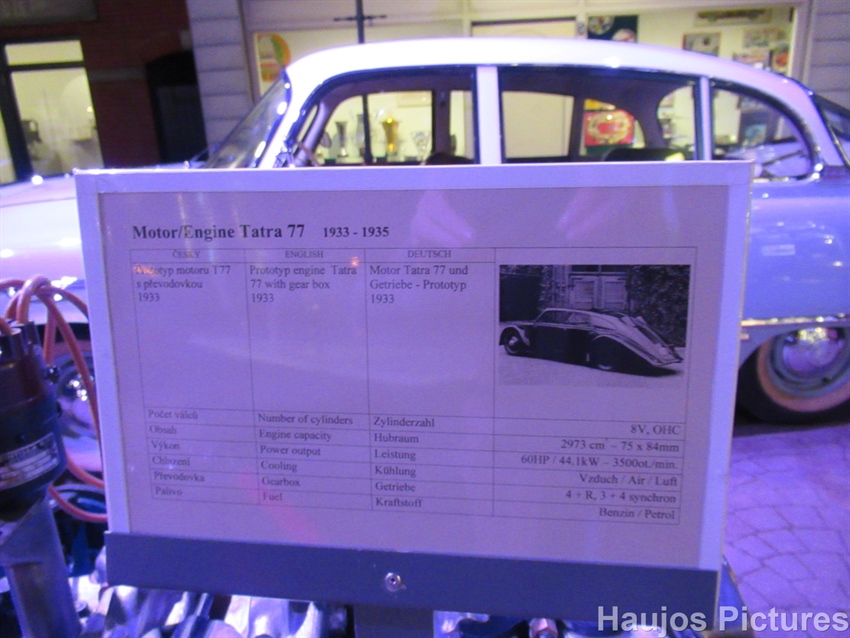 Motor/Engine Tatra 77 1933 - 1935
ČESKY ENGLISH DEUTSCH
Prototyp motoru T77 Prototyp engine Tatra Motor Tatra 77 und
s převodovkou 77 with gear box Getriebe - Prototyp
1933 1933 1933
Počet válců Number of cylinders Zylinderzahl 8V, OHC
Obsah Engine capacity Hubraum 2973 cm³ – 75 x 84mm
Výkon Power output Leistung 60HP / 44.1kW – 3500ot./min.
Chlazení Cooling Kühlung Vzduch / Air / Luft
Převodovka Gearbox Getriebe 4 + R, 3 + 4 synchron
Palivo Fuel Kraftstoff Benzin / Petrol
Haujos Pictures